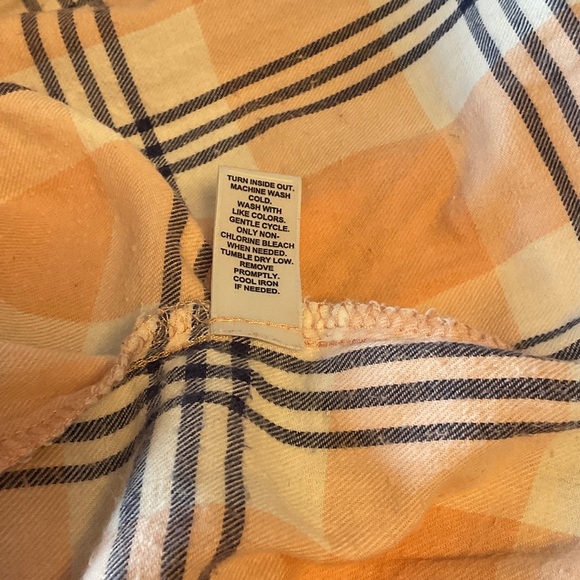 TURN INSIDE OUT.
MACHINE WASH
COLD.
WASH WITH
LIKE COLORS.
GENTLE CYCLE.
ONLY NON-
CHLORINE BLEACH
WHEN NEEDED.
TUMBLE DRY LOW.
REMOVE
PROMPTLY.
COOL IRON
IF NEEDED.